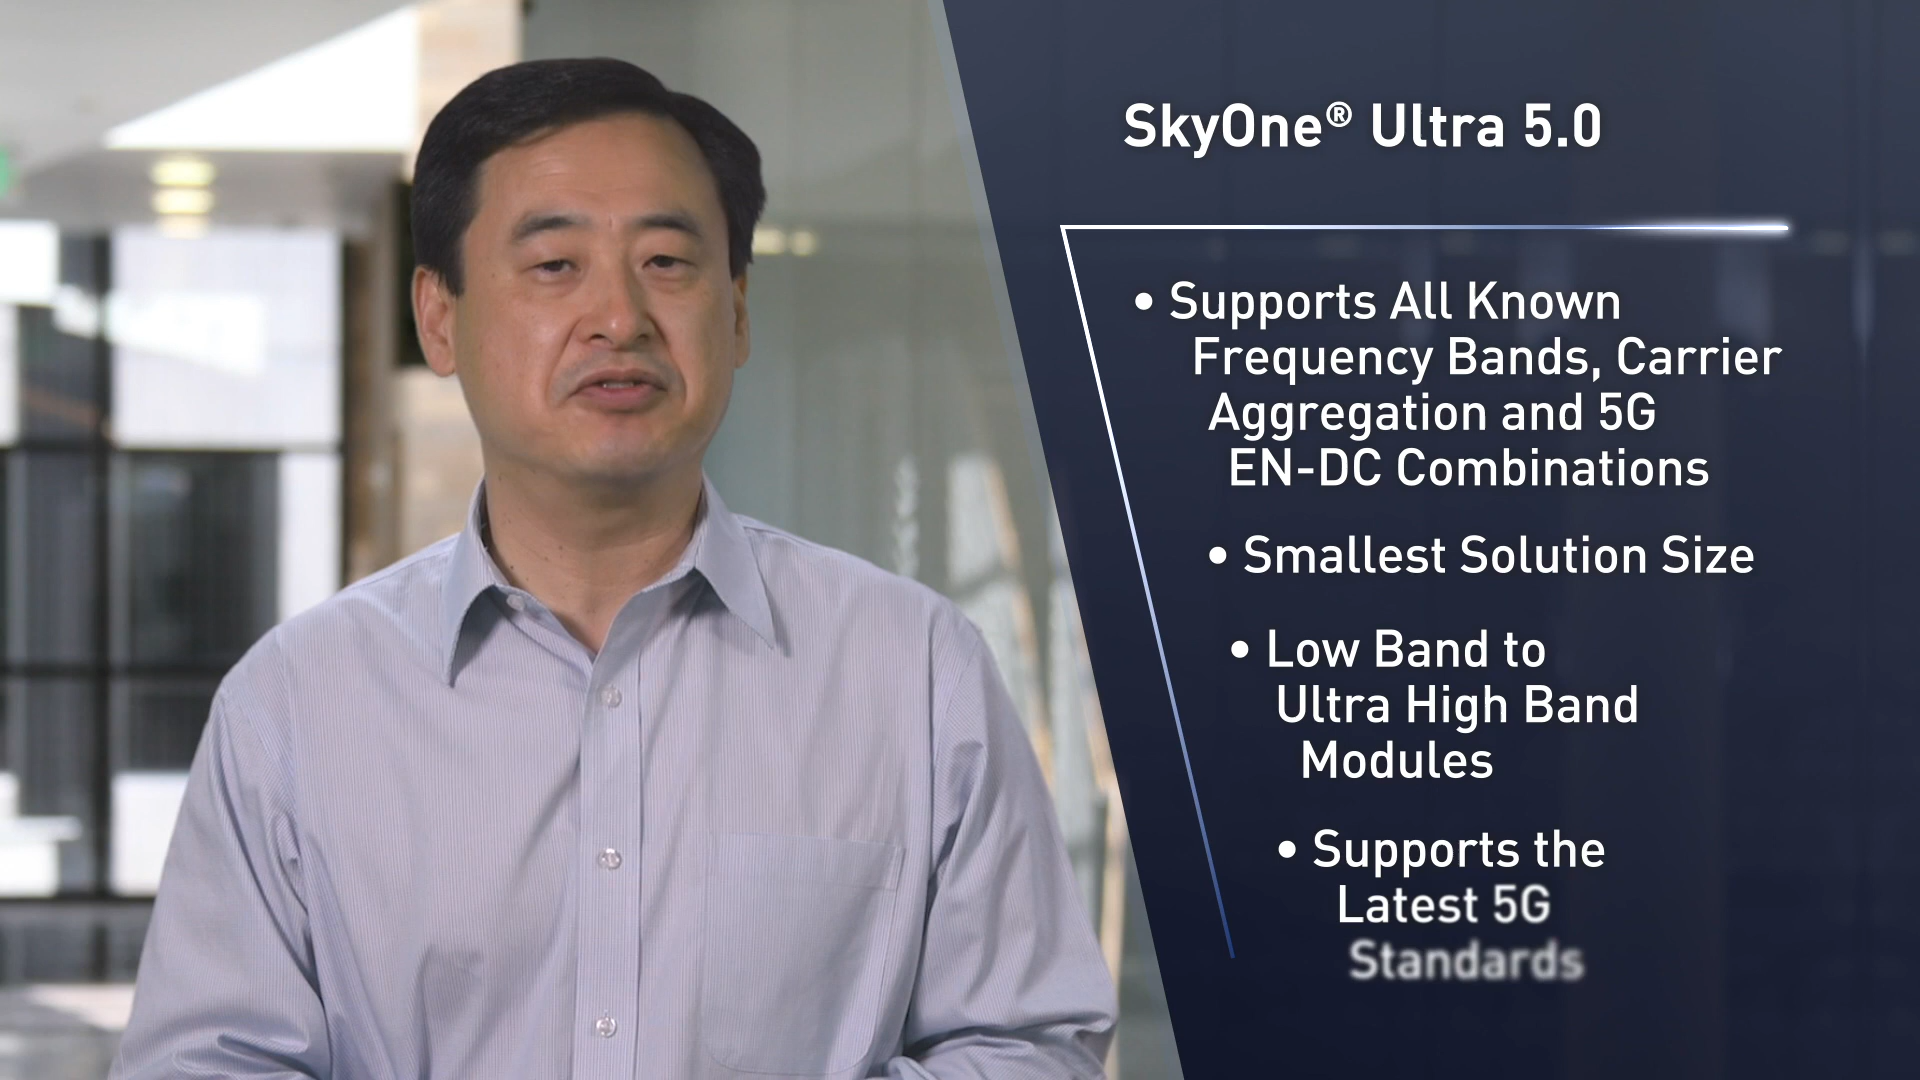 SkyOne® Ultra 5.0
• Supports All Known
Frequency Bands, Carrier
Aggregation and 5G
EN-DC Combinations
• Smallest Solution Size
• Low Band to
Ultra High Band
Modules
• Supports the
Latest 5G
Standards